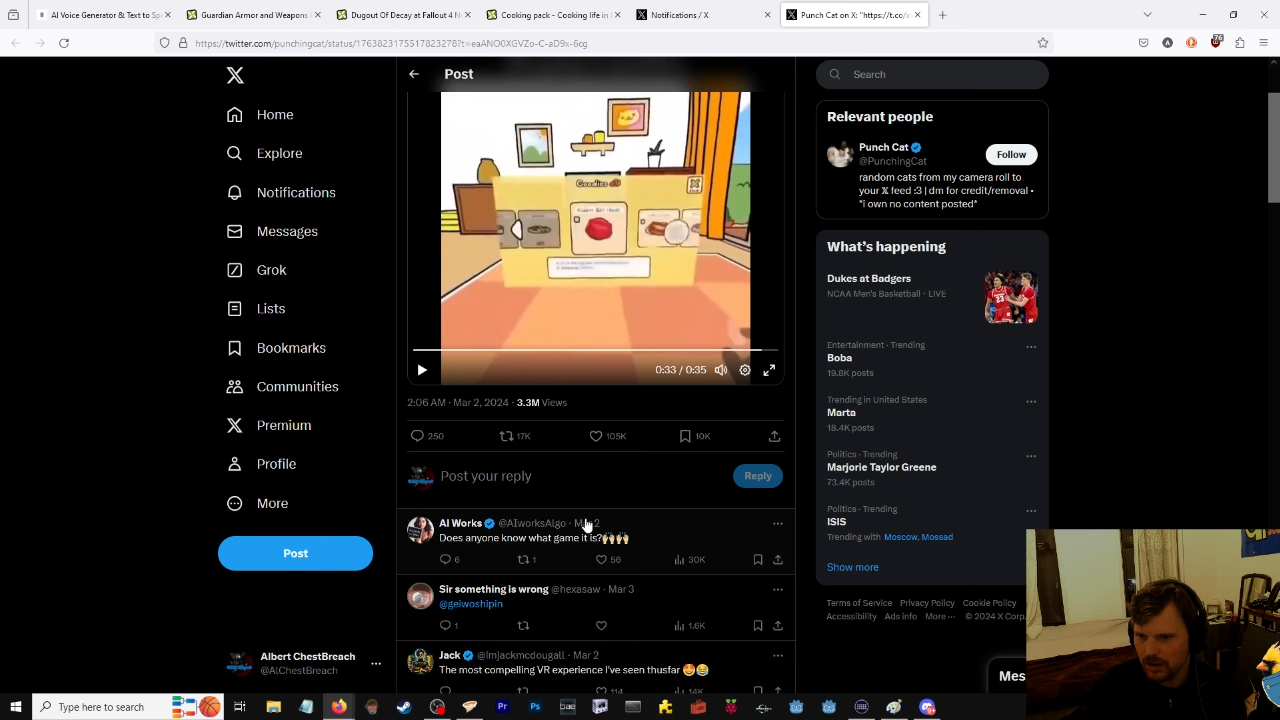 AI Voice Generator & Text to Sp
Guardian Armor and Weapon
Dugout Of Decay at Fallout 4 N
Cooking pack - Cooking life in
Notifications / X
Punch Cat on X: "https://t.co/
https://twitter.com/punchingcat/status/1763823175517823278?t=eaANO0XGVZo-C-aD9x-6cg
76
Post
Search
Home
Explore
Notifications
Messages
Grok
Lists
Bookmarks
Communities
Premium
Profile
More
Post
Albert ChestBreach
@AlChestBreach
Goodies
0:33 / 0:35
2:06 AM · Mar 2, 2024 · 3.3M Views
250 17K 105K 10K
Post your reply
Reply
AI Works @AIworksAlgo
Does anyone know what game it is?
6 1 56 30K
Sir something is wrong @hexasaw · Mar 3
@geiwoshipin
1 1.6K
Jack @Imjackmcdougall · Mar 2
The most compelling VR experience I've seen thusfar
114 14K
Relevant people
Punch Cat
@PunchingCat
Follow
random cats from my camera roll to
your 𝕏 feed :3 | dm for credit/removal •
*i own no content posted*
What's happening
Dukes at Badgers
NCAA Men's Basketball · LIVE
Entertainment · Trending
Boba
19.8K posts
Trending in United States
Marta
18.4K posts
Politics · Trending
Marjorie Taylor Greene
73.4K posts
Politics · Trending
ISIS
Trending with Moscow, Mossad
Show more
Terms of Service Privacy Policy Cookie Policy
Accessibility Ads info More ··· © 2024 X Corp.
Mes
Type here to search
Pr
Ps
bae